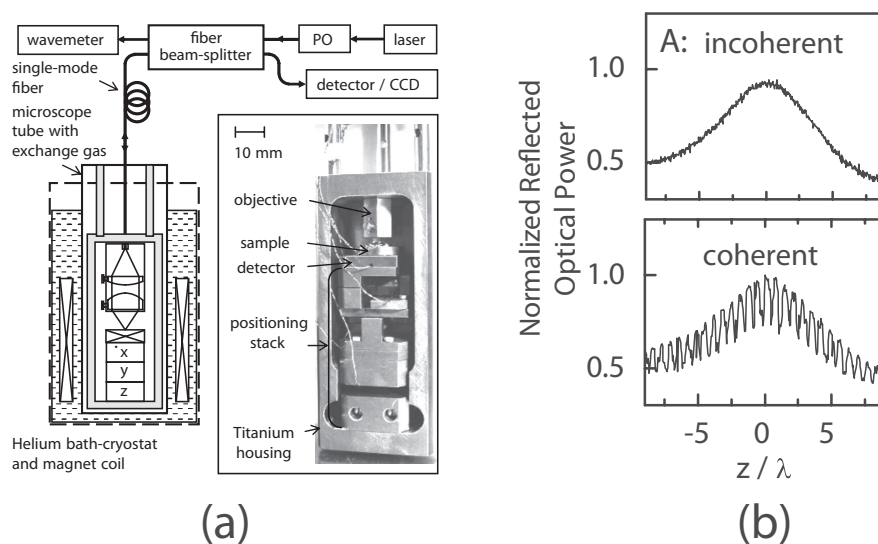 wavemeter
fiber
beam-splitter
PO
laser
detector / CCD
single-mode
fiber
microscope
tube with
exchange gas
10 mm
objective
sample
detector
positioning
stack
Titanium
housing
x
y
z
Helium bath-cryostat
and magnet coil
(a)
Normalized Reflected
Optical Power
A: incoherent
1.0
0.5
coherent
1.0
0.5
-5 0 5
z / λ
(b)